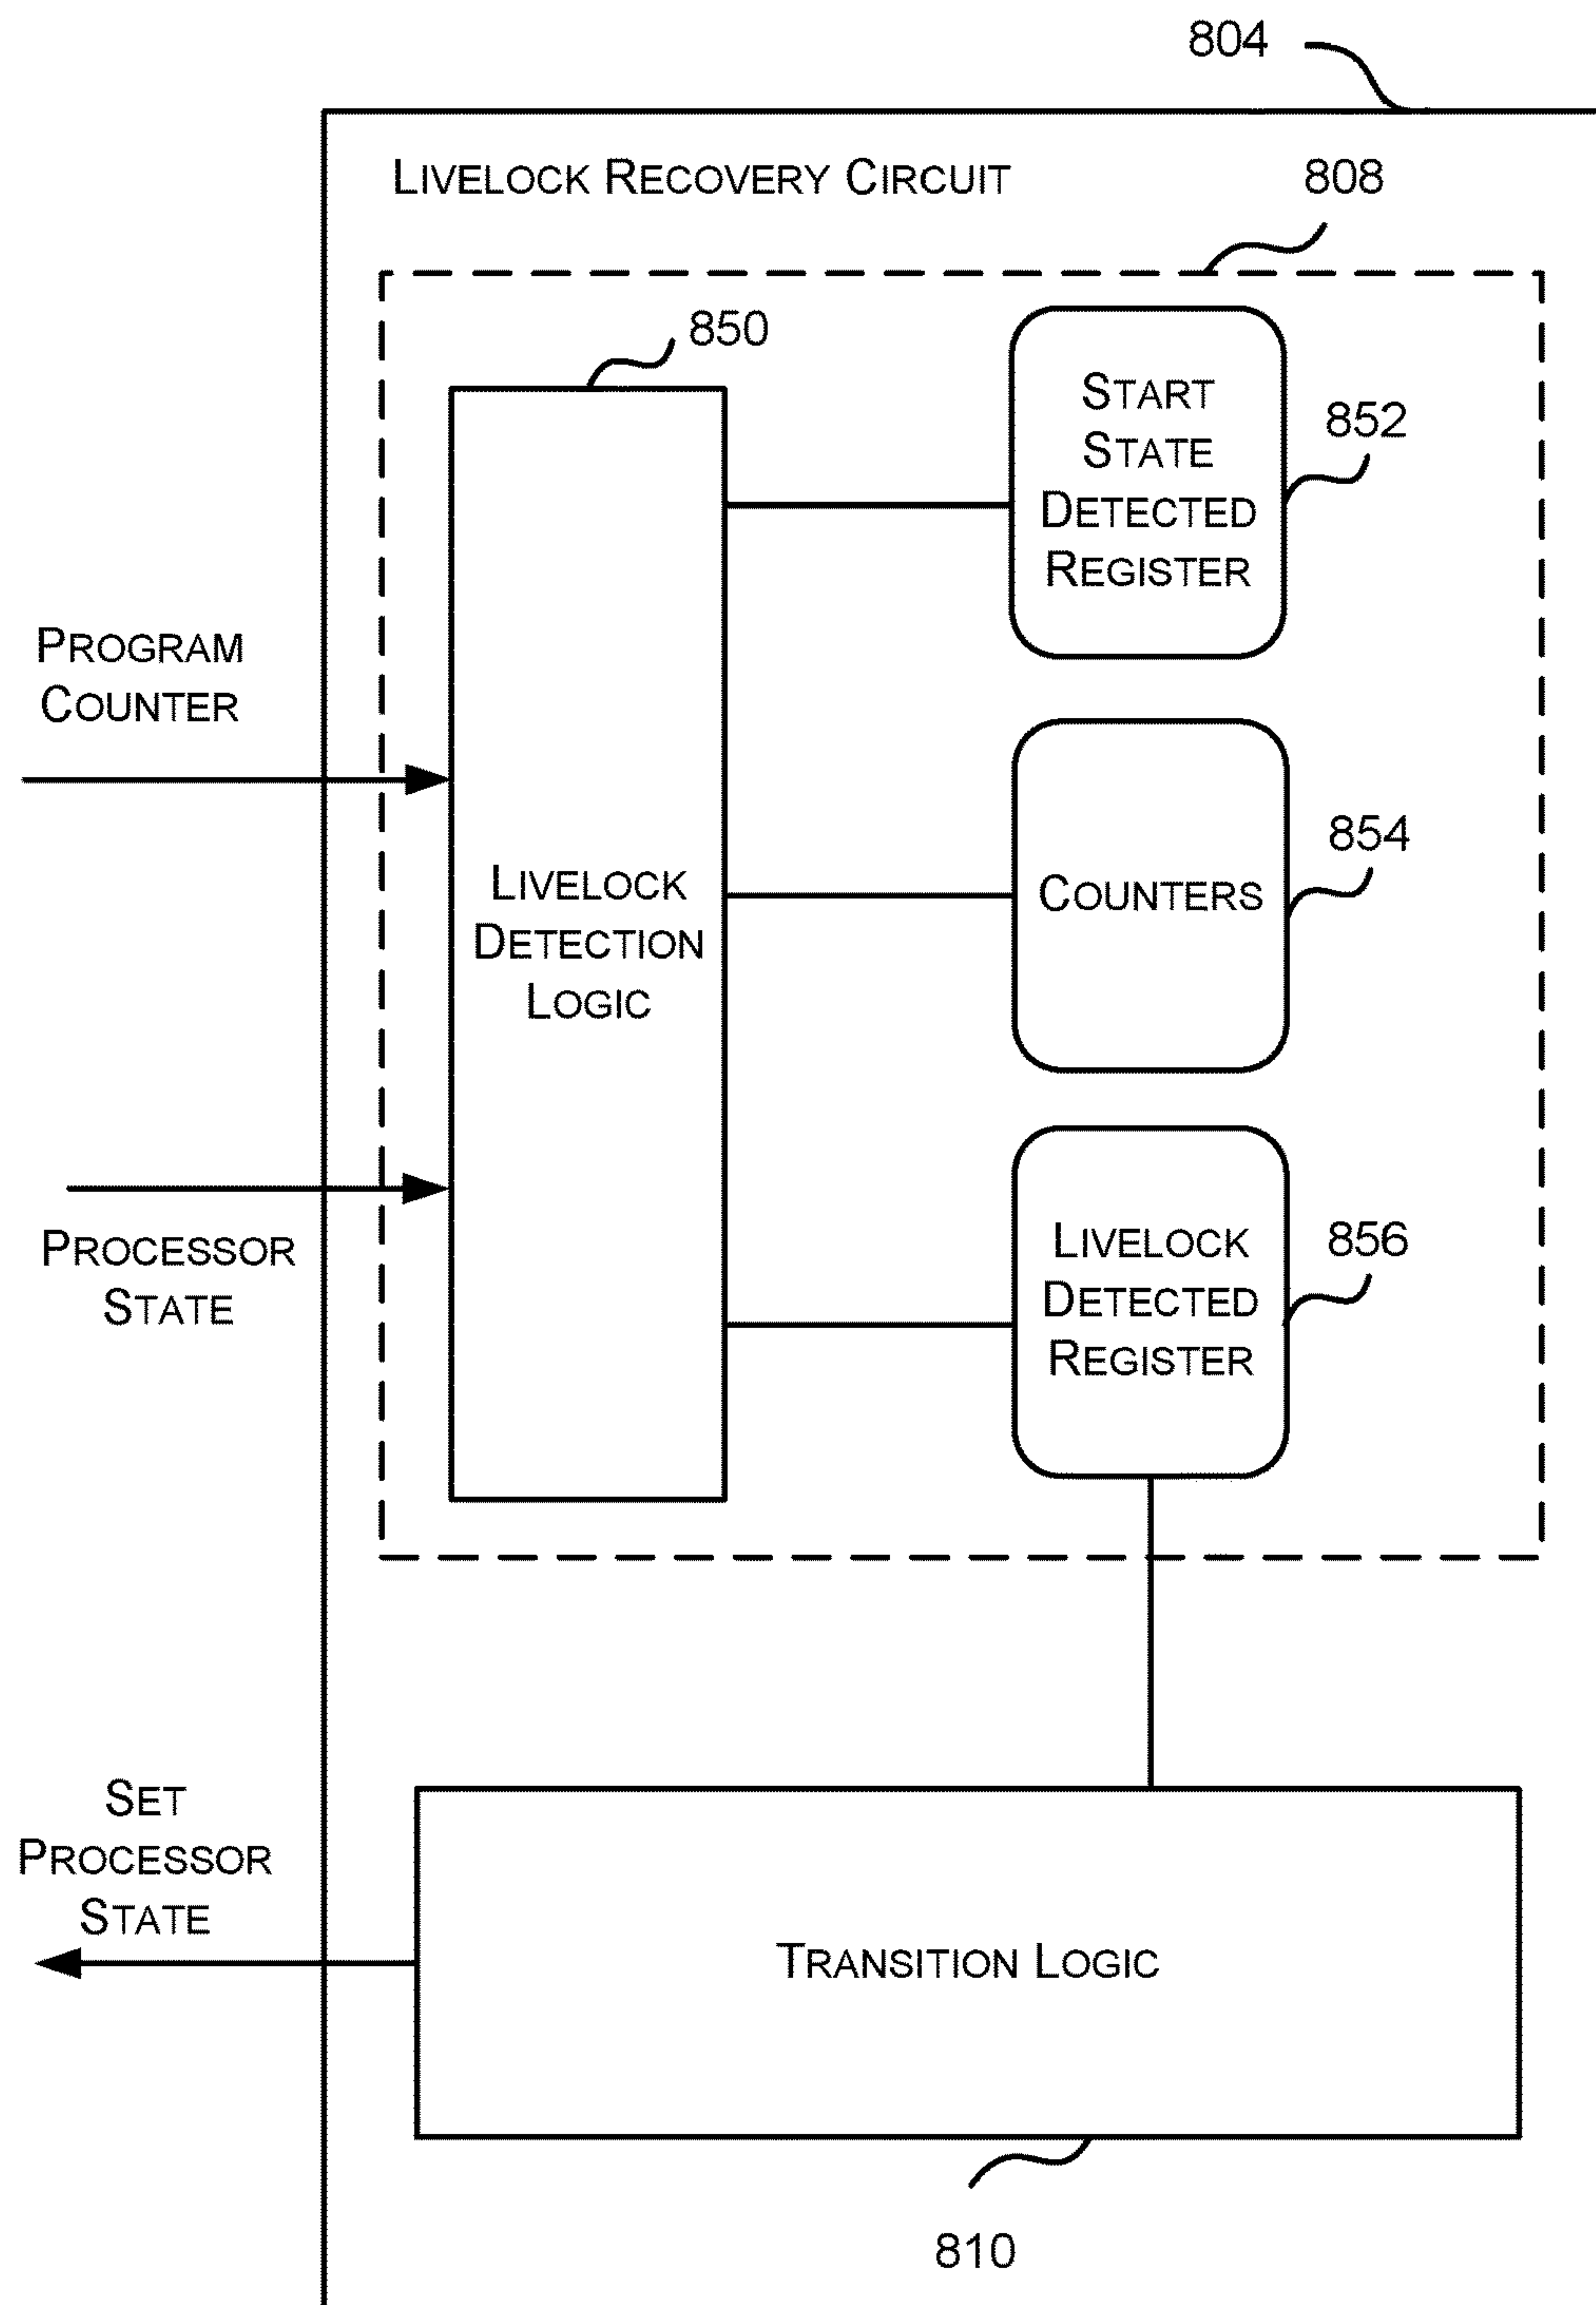 804
LIVELOCK RECOVERY CIRCUIT
808
850
START
STATE
DETECTED
REGISTER
852
PROGRAM
COUNTER
LIVELOCK
DETECTION
LOGIC
COUNTERS
854
PROCESSOR
STATE
LIVELOCK
DETECTED
REGISTER
856
SET
PROCESSOR
STATE
TRANSITION LOGIC
810